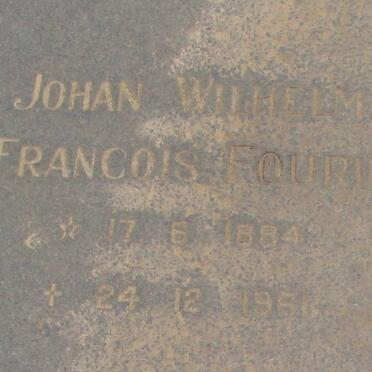 JOHAN WILHELM
FRANCOIS FOURI
☆ 17 6 1884
✝ 24 12 1961